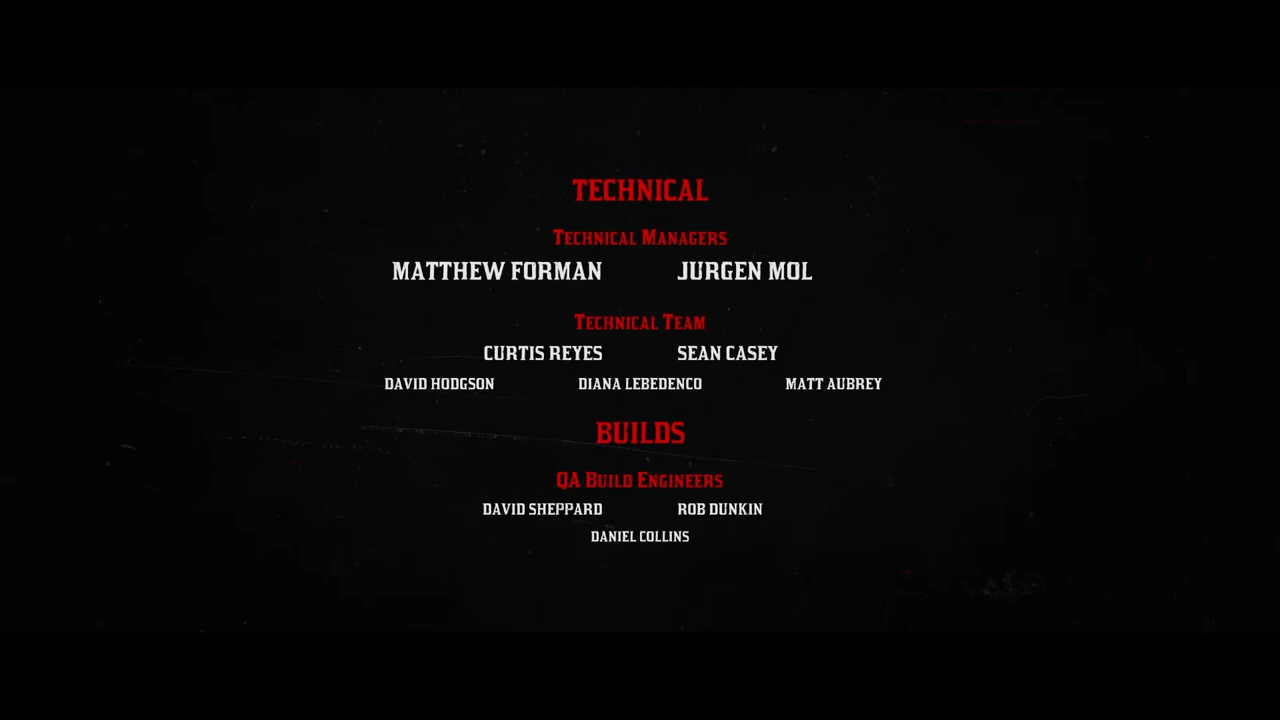 TECHNICAL
TECHNICAL MANAGERS
MATTHEW FORMAN JURGEN MOL
TECHNICAL TEAM
CURTIS REYES SEAN CASEY
DAVID HODGSON DIANA LEBEDENCO MATT AUBREY
BUILDS
QA BUILD ENGINEERS
DAVID SHEPPARD ROB DUNKIN
DANIEL COLLINS